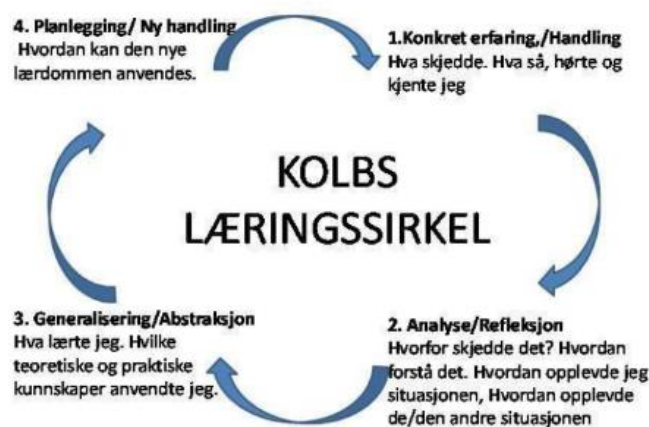 4. Planlegging/ Ny handling
Hvordan kan den nye
lærdommen anvendes.
1.Konkret erfaring,/Handling
Hva skjedde. Hva så, hørte og
kjente jeg
KOLBS
LÆRINGSSIRKEL
3. Generalisering/Abstraksjon
Hva lærte jeg. Hvilke
teoretiske og praktiske
kunnskaper anvendte jeg.
2. Analyse/Refleksjon
Hvorfor skjedde det? Hvordan
forstå det. Hvordan opplevde jeg
situasjonen, Hvordan opplevde
de/den andre situasjonen